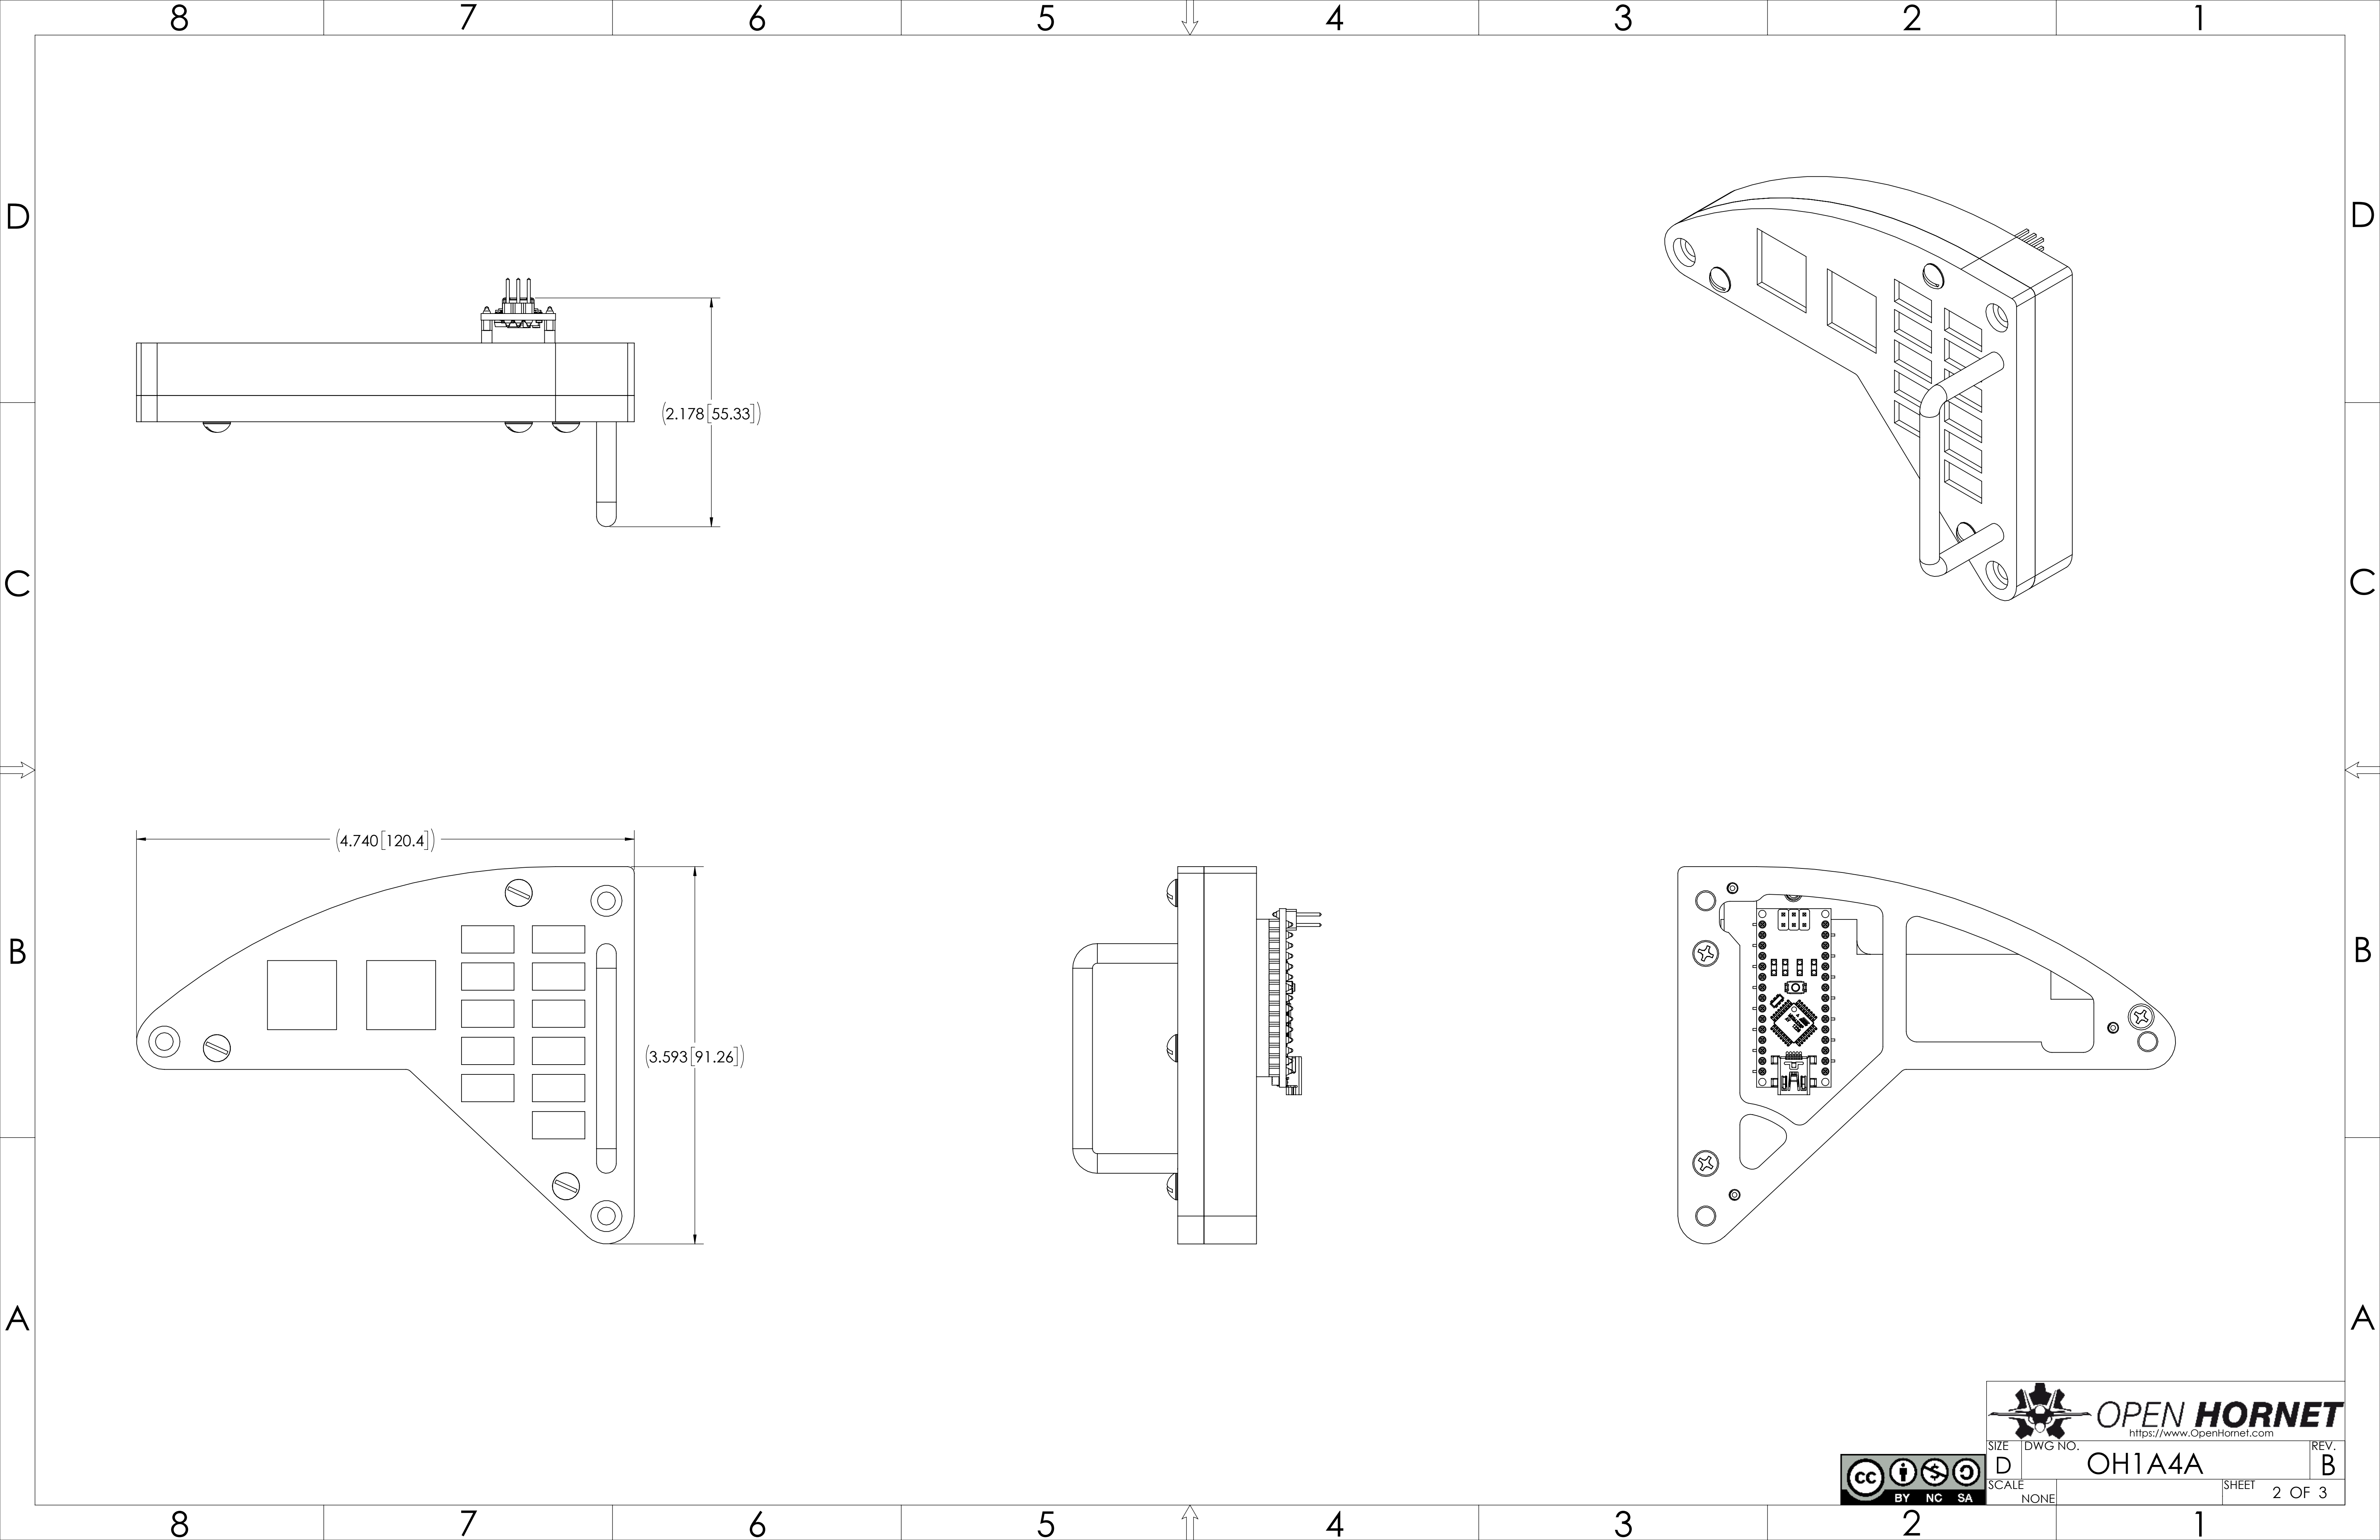 8 7 6 5 4 3 2 1
D D
(2.178[55.33])
C C
(4.740[120.4])
B B
(3.593[91.26])
A A
OPEN HORNET
https://www.OpenHornet.com
SIZE DWG NO. REV.
D OH1A4A B
SCALE SHEET
NONE 2 OF 3
cc
BY NC SA
8 7 6 5 4 3 2 1